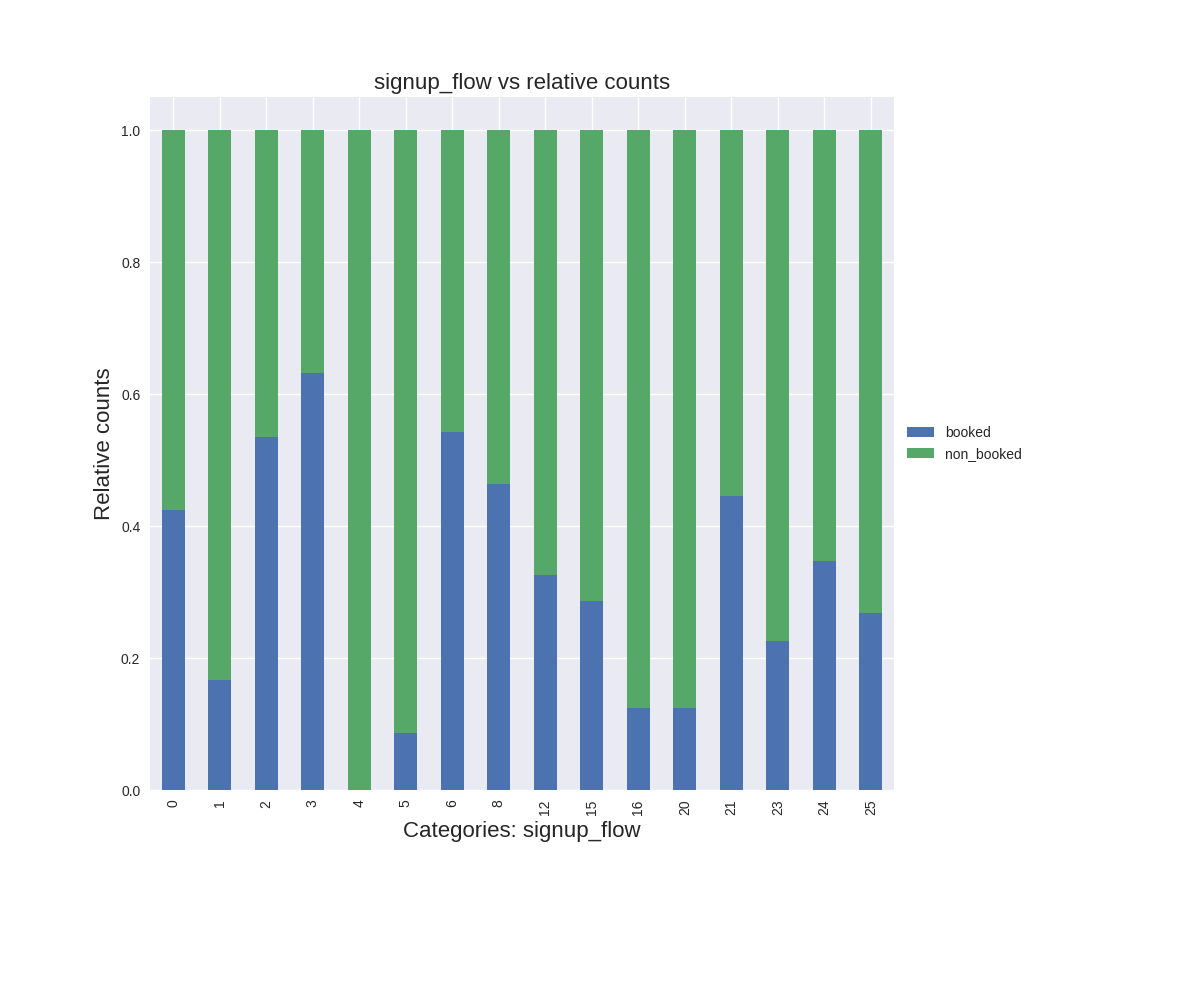 signup_flow vs relative counts
1.0
0.8
0.6
0.4
0.2
0.0
Relative counts
0 1 2 3 4 5 6 8 12 15 16 20 21 23 24 25
Categories: signup_flow
booked
non_booked